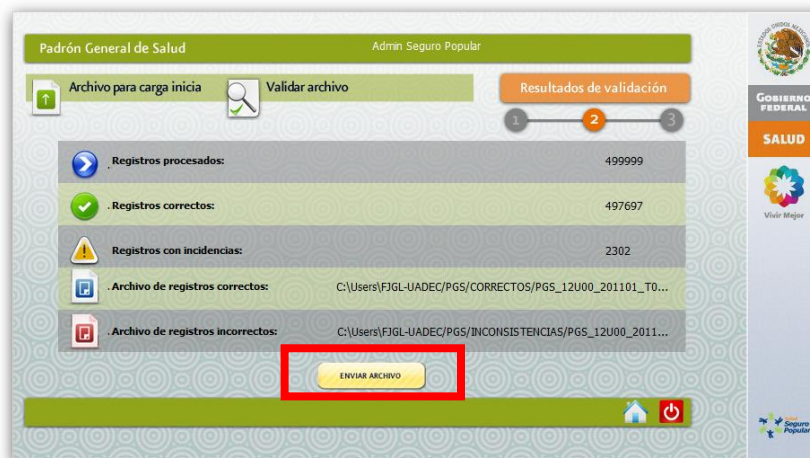 Padrón General de Salud
Admin Seguro Popular
Archivo para carga inicia
Validar archivo
Resultados de validación
1 2 3
. Registros procesados: 499999
. Registros correctos: 497697
Registros con incidencias: 2302
. Archivo de registros correctos: C:\Users\FJGL-UADEC/PGS/CORRECTOS/PGS_12U00_201101_T0...
. Archivo de registros incorrectos: C:\Users\FJGL-UADEC/PGS/INCONSISTENCIAS/PGS_12U00_2011...
ENVIAR ARCHIVO
GOBIERNO
FEDERAL
SALUD
Vivir Mejor
Seguro
Popular